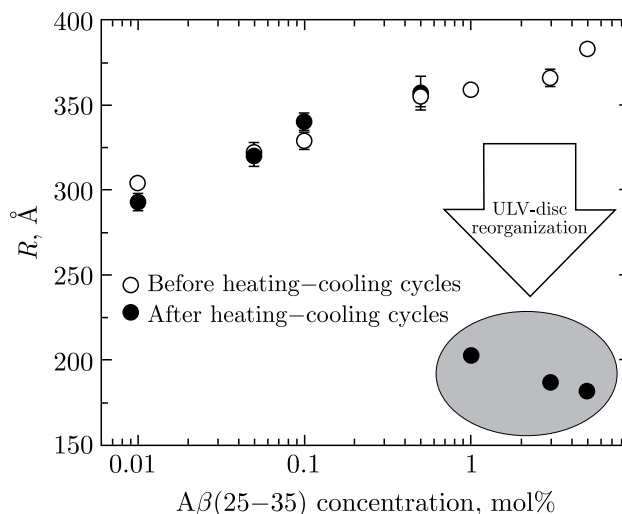 400
350
300
250
200
150
R, Å
ULV-disc
reorganization
Before heating−cooling cycles
After heating−cooling cycles
0.01
0.1
1
Aβ(25−35) concentration, mol%